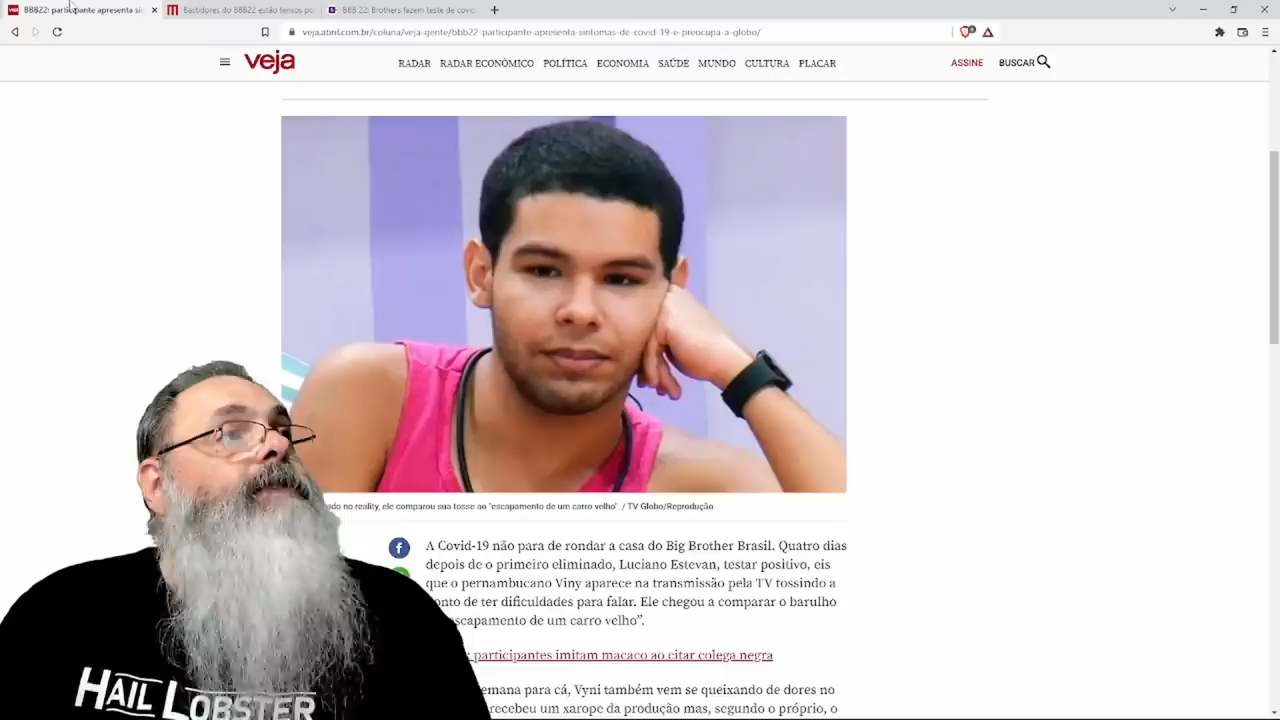 BBB22: participante apresenta sin
Bastidores do BBB22 estão tensos po
BBB 22: Brothers fazem teste de covid
veja.abril.com.br/coluna/veja-gente/bbb22-participante-apresenta-sintomas-de-covid-19-e-preocupa-a-globo/
veja
RADAR RADAR ECONÔMICO POLÍTICA ECONOMIA SAÚDE MUNDO CULTURA PLACAR
ASSINE
BUSCAR
ado no reality, ele comparou sua tosse ao "escapamento de um carro velho" / TV Globo/Reprodução
A Covid-19 não para de rondar a casa do Big Brother Brasil. Quatro dias
depois de o primeiro eliminado, Luciano Estevan, testar positivo, eis
que o pernambucano Viny aparece na transmissão pela TV tossindo a
onto de ter dificuldades para falar. Ele chegou a comparar o barulho
escapamento de um carro velho”.
: participantes imitam macaco ao citar colega negra
emana para cá, Vyni também vem se queixando de dores no
recebeu um xarope da produção mas, segundo o próprio, o
HAIL LOBSTER